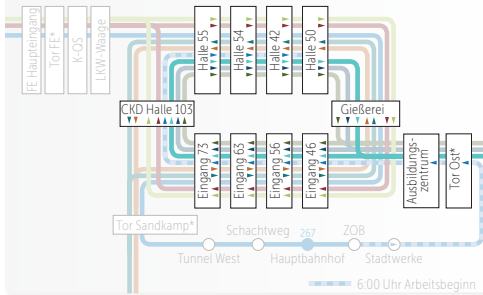 FE Haupteingang
Tor FE*
K-QS
LKW-Waage
Halle 55
Halle 54
Halle 42
Halle 50
CKD Halle 103
Gießerei
Eingang 73
Eingang 63
Eingang 56
Eingang 46
Ausbildungs-
zentrum
Tor Ost*
Tor Sandkamp*
Schachtweg
267
ZOB
Tunnel West
Hauptbahnhof
Stadtwerke
6:00 Uhr Arbeitsbeginn